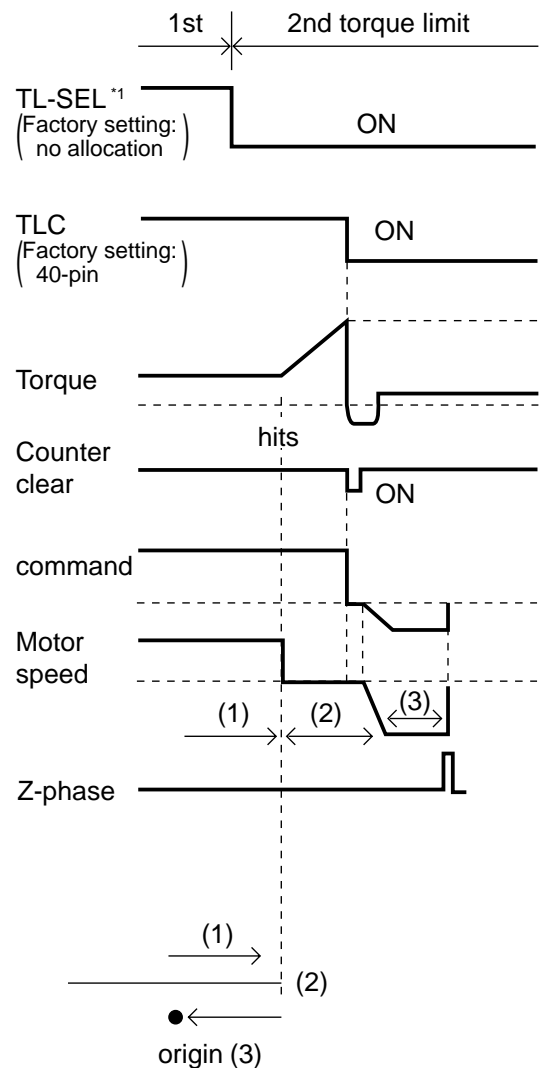 1st 2nd torque limit
TL-SEL *1
(Factory setting:
no allocation)
ON
TLC
(Factory setting:
40-pin)
ON
Torque
hits
Counter
clear
ON
command
Motor
speed
(1) (2) (3)
Z-phase
(1)
(2)
origin (3)